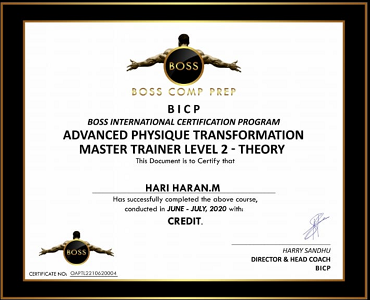 BOSS
BOSS COMP PREP
BICP
BOSS INTERNATIONAL CERTIFICATION PROGRAM
ADVANCED PHYSIQUE TRANSFORMATION
MASTER TRAINER LEVEL 2 - THEORY
This Document is to Certify that
HARI HARAN.M
Has successfully completed the above course,
conducted in JUNE - JULY, 2020 with:
CREDIT.
HARRY SANDHU
DIRECTOR & HEAD COACH
BICP
BOSS
CERTIFICATE NO: OAPTL2210620004